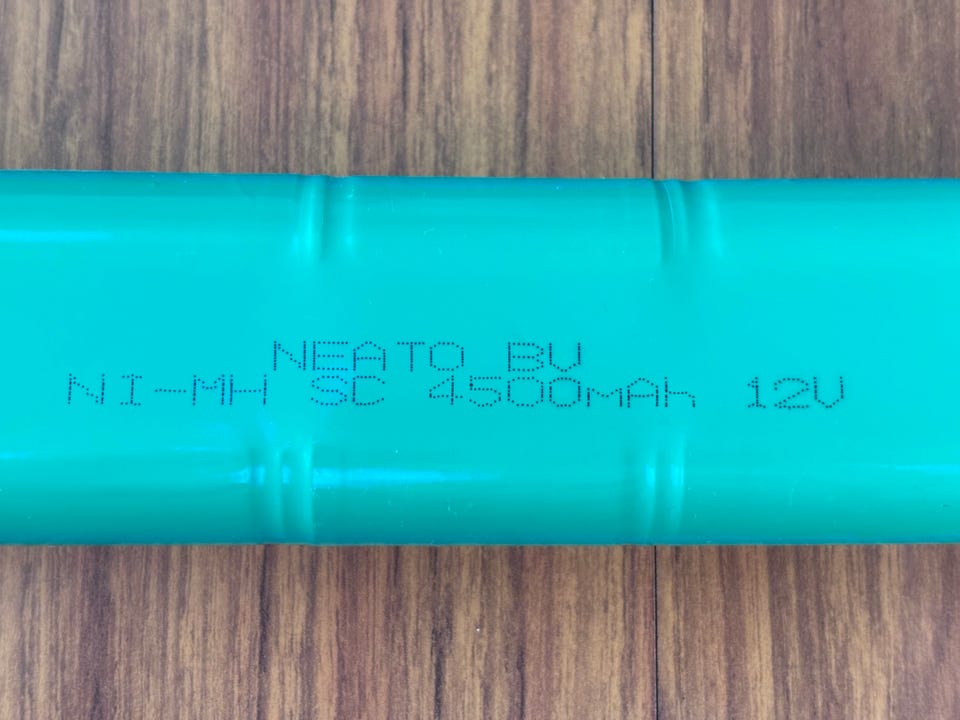 NEATO BV
NI-MH SC 4500mAh 12V